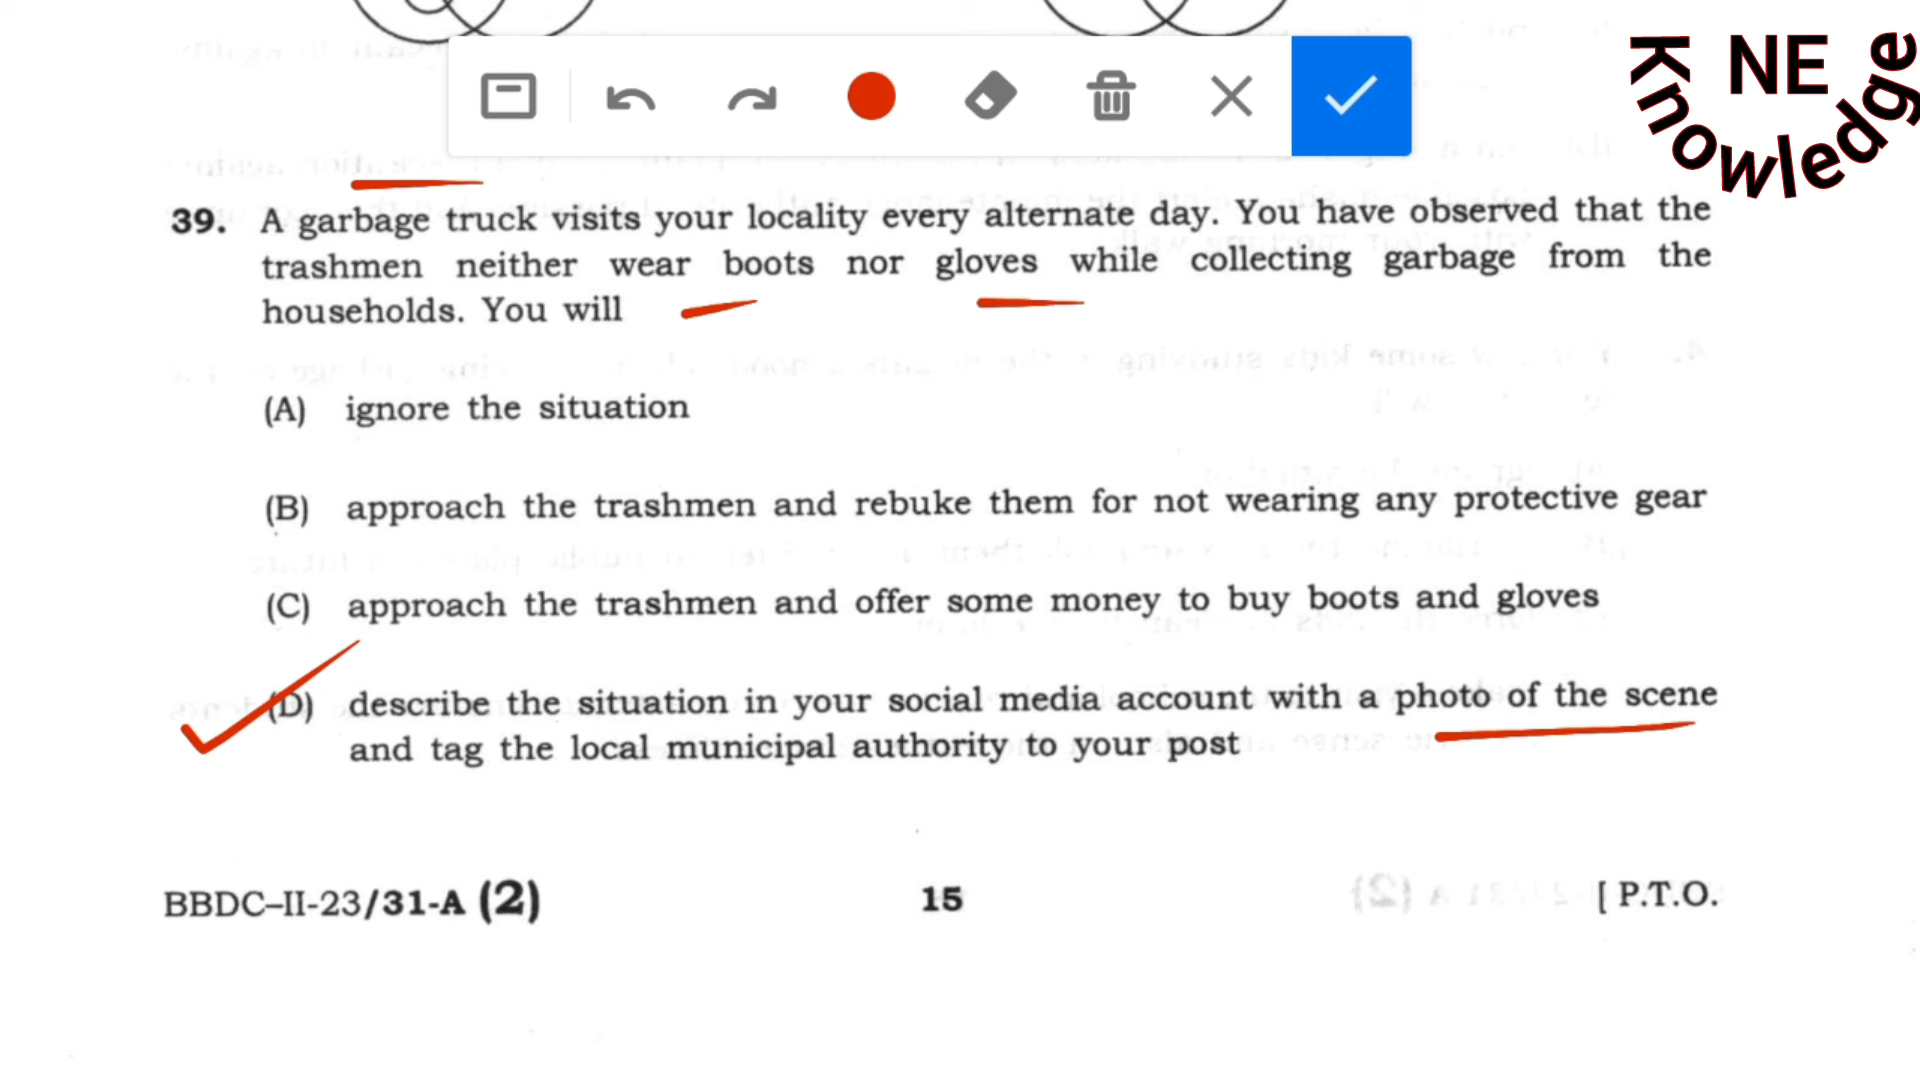 NE
Knowledge
39. A garbage truck visits your locality every alternate day. You have observed that the
trashmen neither wear boots nor gloves while collecting garbage from the
households. You will
(A) ignore the situation
(B) approach the trashmen and rebuke them for not wearing any protective gear
(C) approach the trashmen and offer some money to buy boots and gloves
(D) describe the situation in your social media account with a photo of the scene
and tag the local municipal authority to your post
BBDC–II-23/31-A (2) 15 [ P.T.O.